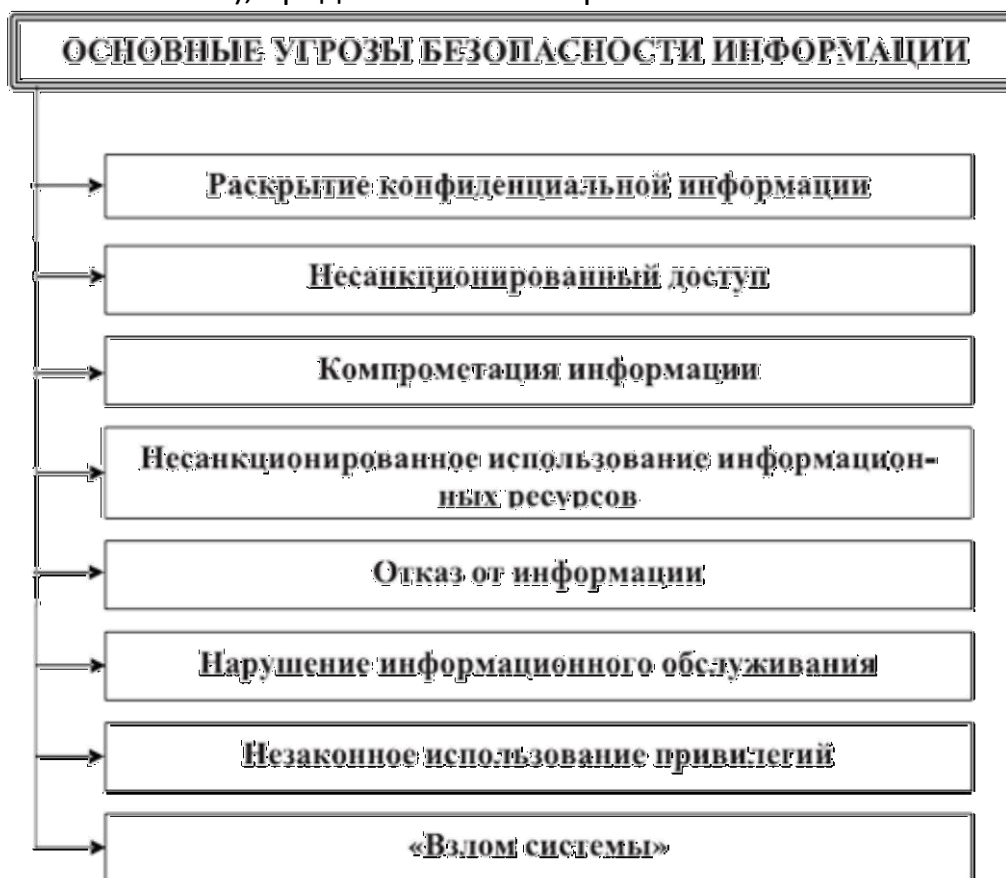 ОСНОВНЫЕ УГРОЗЫ БЕЗОПАСНОСТИ ИНФОРМАЦИИ
Раскрытие конфиденциальной информации
Несанкционированный доступ
Компрометация информации
Несанкционированное использование информацион-
ных ресурсов
Отказ от информации
Нарушение информационного обслуживания
Незаконное использование привилегий
«Взлом системы»